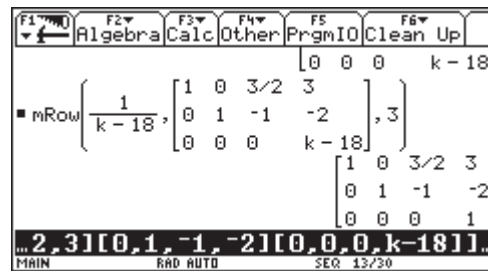 F1 F2 Algebra F3 Calc F4 Other F5 PrgmIO F6 Clean Up
[0 0 0 k - 18
■ mRow(1/(k - 18), [1 0 3/2 3
0 1 -1 -2
0 0 0 k - 18], 3)
[1 0 3/2 3
0 1 -1 -2
0 0 0 1
…2,3][0,1,-1,-2][0,0,0,k-18]]…
MAIN RAD AUTO SEQ 13/30